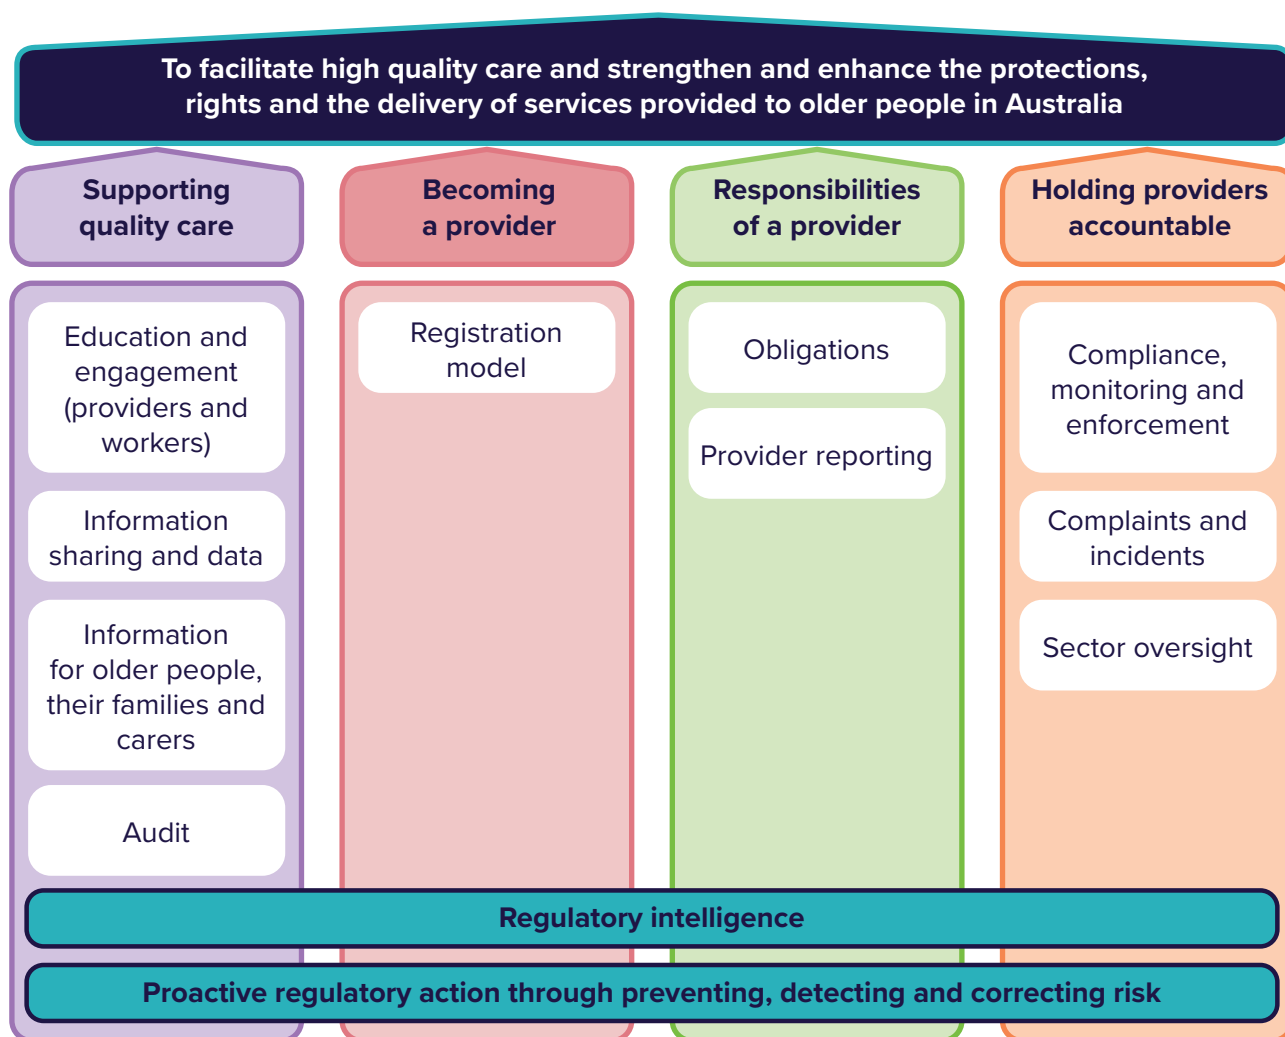 To facilitate high quality care and strengthen and enhance the protections,
rights and the delivery of services provided to older people in Australia
Supporting
quality care
Education and
engagement
(providers and
workers)
Information
sharing and data
Information
for older people,
their families and
carers
Audit
Becoming
a provider
Registration
model
Responsibilities
of a provider
Obligations
Provider reporting
Holding providers
accountable
Compliance,
monitoring and
enforcement
Complaints and
incidents
Sector oversight
Regulatory intelligence
Proactive regulatory action through preventing, detecting and correcting risk